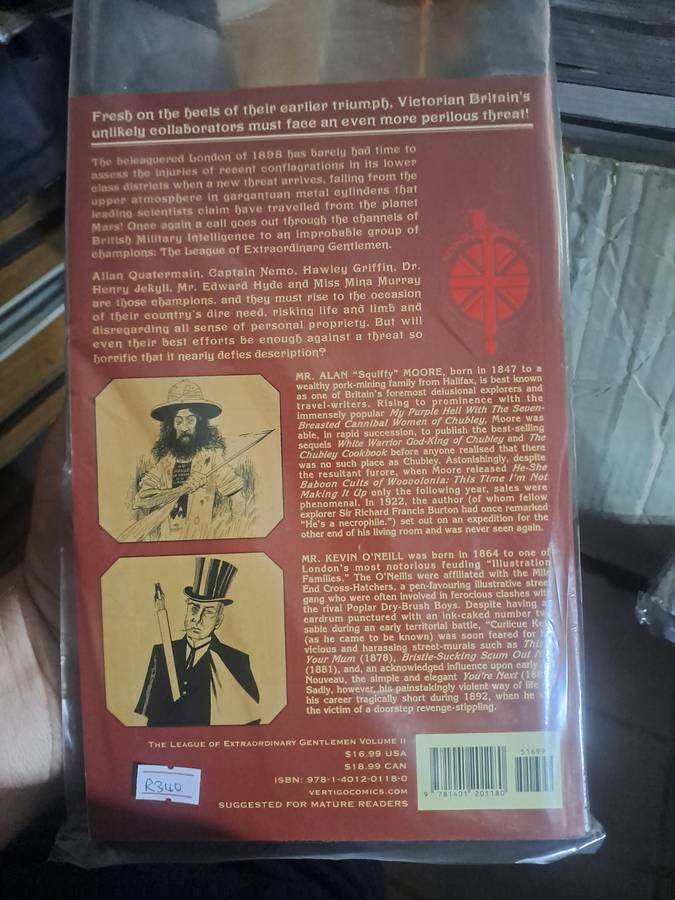 Fresh on the heels of their earlier triumph, Victorian Britain's
unlikely collaborators must face an even more perilous threat!
The beleaguered London of 1898 has barely had time to
assess the injuries of recent conflagrations in its lower
class districts when a new threat arrives, falling from the
upper atmosphere in gargantuan metal cylinders that
leading scientists claim have travelled from the planet
Mars! Once again a call goes out through the channels of
British Military Intelligence to an improbable group of
champions: The League of Extraordinary Gentlemen.
Allan Quatermain, Captain Nemo, Hawley Griffin, Dr.
Henry Jekyll, Mr. Edward Hyde and Miss Mina Murray
are those champions, and they must rise to the occasion
of their country's dire need, risking life and limb and
disregarding all sense of personal propriety. But will
even their best efforts be enough against a threat so
horrific that it nearly defies description?
MR. ALAN "Squiffy" MOORE, born in 1847 to a
wealthy pork-mining family from Halifax, is best known
as one of Britain's foremost delusional explorers and
travel-writers. Rising to prominence with the
immensely popular My Purple Hell With The Seven-
Breasted Cannibal Women of Chubley, Moore was
able, in rapid succession, to publish the best-selling
sequels White Warrior God-King of Chubley and The
Chubley Cookbook before anyone realised that there
was no such place as Chubley. Astonishingly, despite
the resultant furore, when Moore released He-She
Baboon Cults of Woovolonia: This Time I'm Not
Making It Up only the following year, sales were
phenomenal. In 1922, the author (of whom fellow
explorer Sir Richard Francis Burton had once remarked
"He's a necrophile.") set out on an expedition for the
other end of his living room and was never seen again.
MR. KEVIN O'NEILL was born in 1864 to one of
London's most notorious feuding "Illustration
Families." The O'Neills were affiliated with the Mile
End Cross-Hatchers, a pen-favouring illustrative street
gang who were often involved in ferocious clashes with
the rival Poplar Dry-Brush Boys. Despite having an
eardrum punctured with an ink-caked number two
sable during an early territorial battle, "Curlicue
(as he came to be known) was soon feared for
vicious and harassing street-murals such as
Your Mum (1878), Bristle-Sucking Scum Out
(1881), and, an acknowledged influence upon early
Nouveau, the simple and elegant You're Next
Sadly, however, his painstakingly violent way of life
his career tragically short during 1892, when he
the victim of a doorstep revenge-stippling.
THE LEAGUE OF EXTRAORDINARY GENTLEMEN VOLUME II
$16.99 USA
$18.99 CAN
ISBN: 978-1-4012-0118-0
VERTIGOCOMICS.COM
SUGGESTED FOR MATURE READERS
R340
51699
9 781401 201180